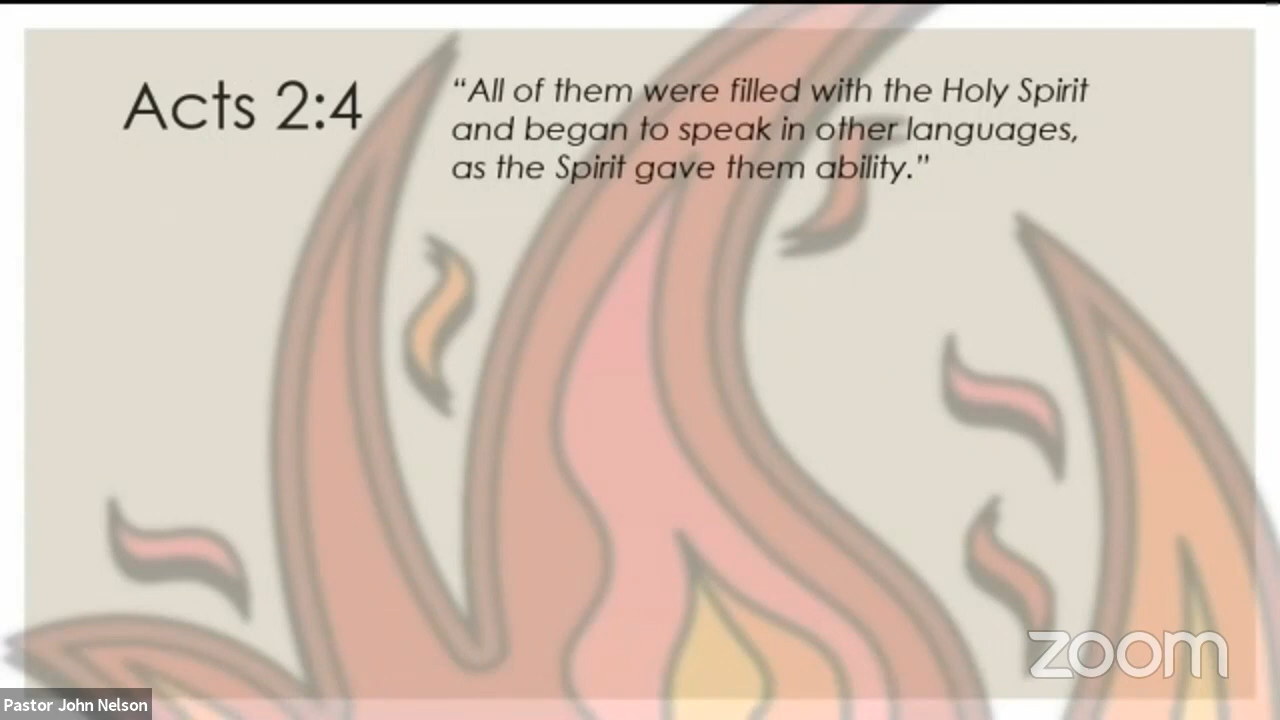 Acts 2:4
“All of them were filled with the Holy Spirit
and began to speak in other languages,
as the Spirit gave them ability.”
zoom
Pastor John Nelson